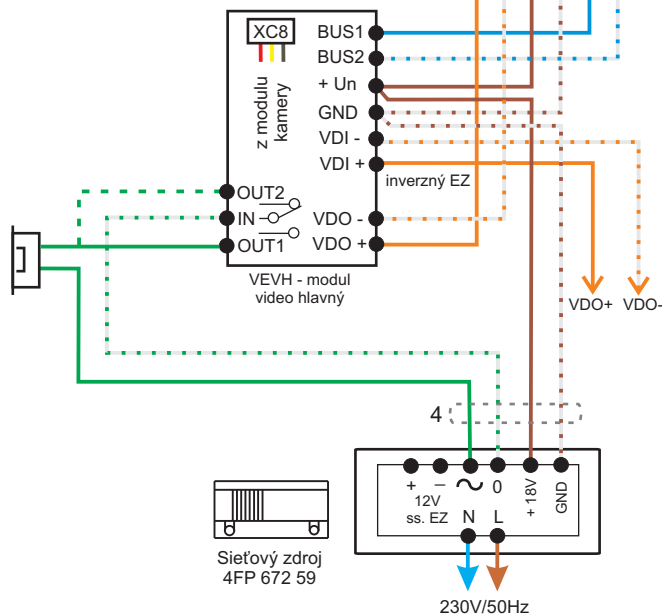 XC8
z modulu
kamery
BUS1
BUS2
+ Un
GND
VDI -
VDI +
inverzný EZ
OUT2
IN
OUT1
VDO -
VDO +
VEVH - modul
video hlavný
VDO+ VDO-
4
+ – 0 + 18V GND
12V
ss. EZ
N L
Sieťový zdroj
4FP 672 59
230V/50Hz